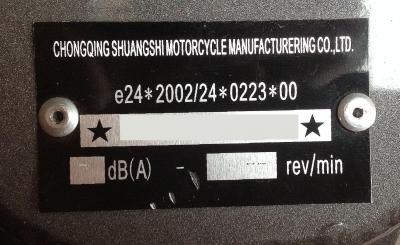 CHONGQING SHUANGSHI MOTORCYCLE MANUFACTURERING CO.,LTD.
e24*2002/24*0223*00
★ ★
dB(A) - rev/min